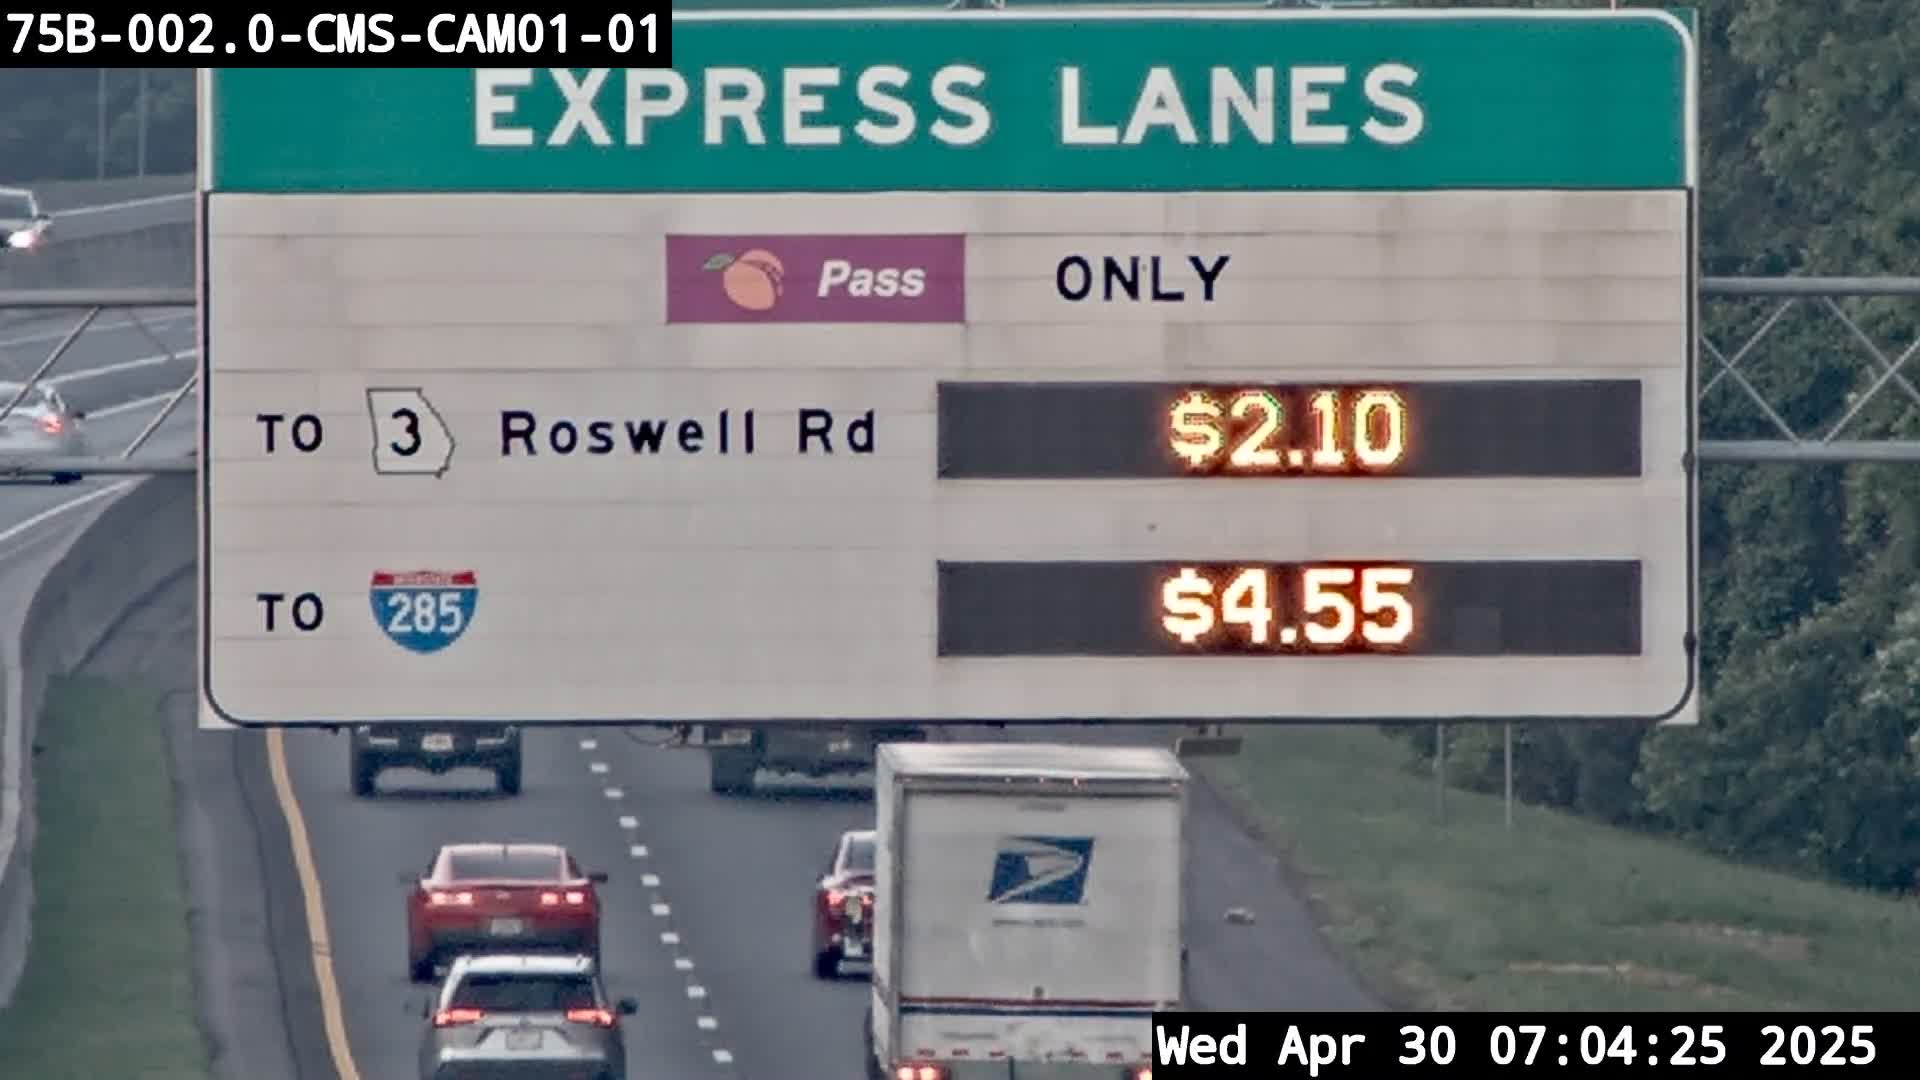 75B-002.0-CMS-CAM01-01
EXPRESS LANES
Pass ONLY
TO 3 Roswell Rd $2.10
TO 285 $4.55
Wed Apr 30 07:04:25 2025